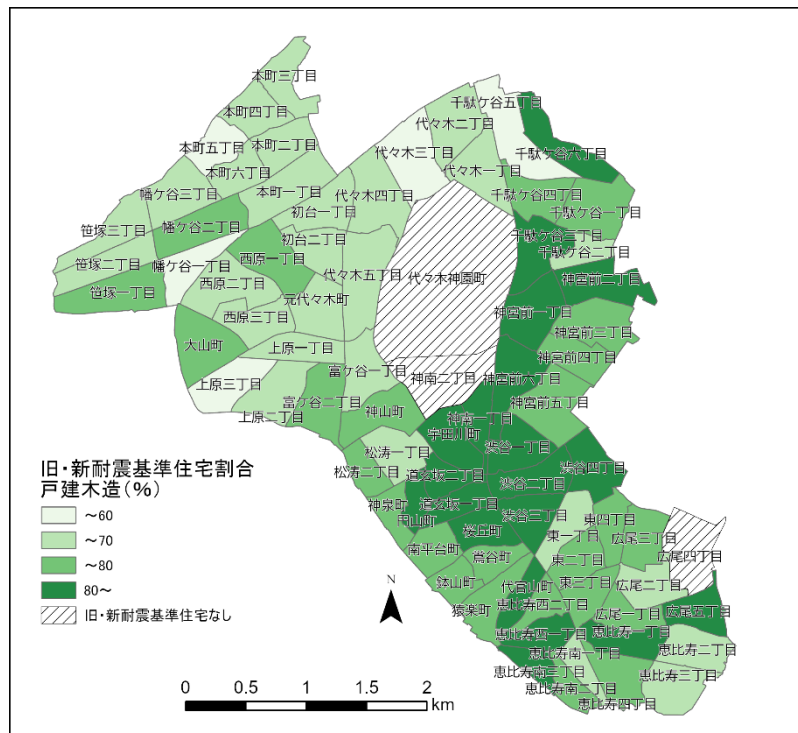 本町三丁目
千駄ケ谷五丁目
本町四丁目
代々木二丁目
本町五丁目
本町二丁目
代々木三丁目
千駄ケ谷六丁目
本町六丁目
代々木一丁目
幡ケ谷三丁目
本町一丁目
代々木四丁目
千駄ケ谷四丁目
初台一丁目
千駄ケ谷一丁目
笹塚三丁目
幡ケ谷二丁目
千駄ケ谷三丁目
初台二丁目
千駄ケ谷二丁目
笹塚二丁目
幡ケ谷一丁目
西原一丁目
代々木五丁目
代々木神園町
神宮前二丁目
西原二丁目
笹塚一丁目
元代々木町
神宮前一丁目
西原三丁目
神宮前三丁目
大山町
上原一丁目
神宮前四丁目
富ケ谷一丁目
神南二丁目
神宮前六丁目
上原三丁目
富ケ谷二丁目
神宮前五丁目
上原二丁目
神山町
神南一丁目
宇田川町
松涛一丁目
渋谷一丁目
松涛二丁目
道玄坂二丁目
渋谷四丁目
渋谷二丁目
神泉町
道玄坂一丁目
円山町
渋谷三丁目
東四丁目
桜丘町
東一丁目
広尾三丁目
南平台町
鴬谷町
東二丁目
広尾四丁目
鉢山町
代官山町
東三丁目
広尾二丁目
猿楽町
恵比寿西二丁目
広尾一丁目
広尾五丁目
恵比寿西一丁目
恵比寿一丁目
恵比寿南一丁目
恵比寿二丁目
恵比寿南三丁目
恵比寿三丁目
恵比寿南二丁目
恵比寿四丁目
旧・新耐震基準住宅割合
戸建木造(%)
～60
～70
～80
80～
旧・新耐震基準住宅なし
N
0 0.5 1 1.5 2
km